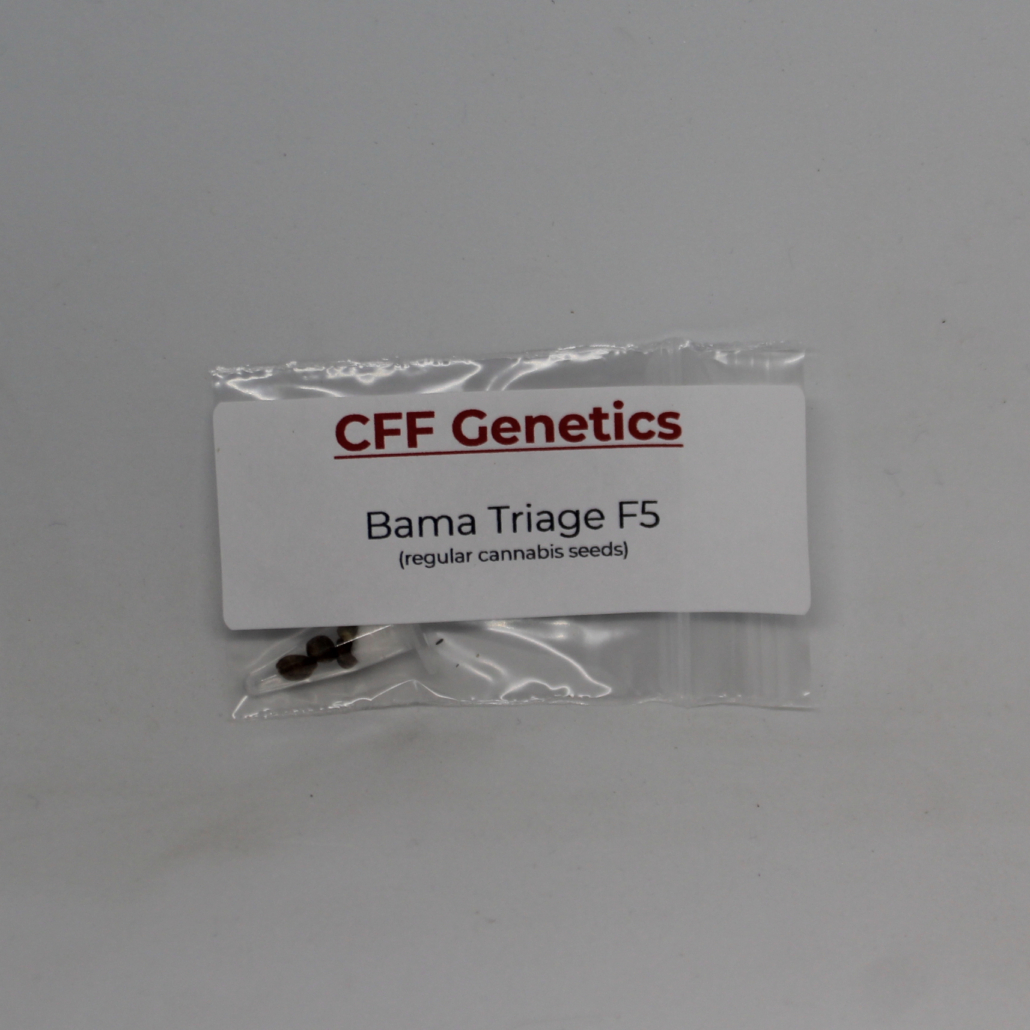 CFF Genetics
Bama Triage F5
(regular cannabis seeds)